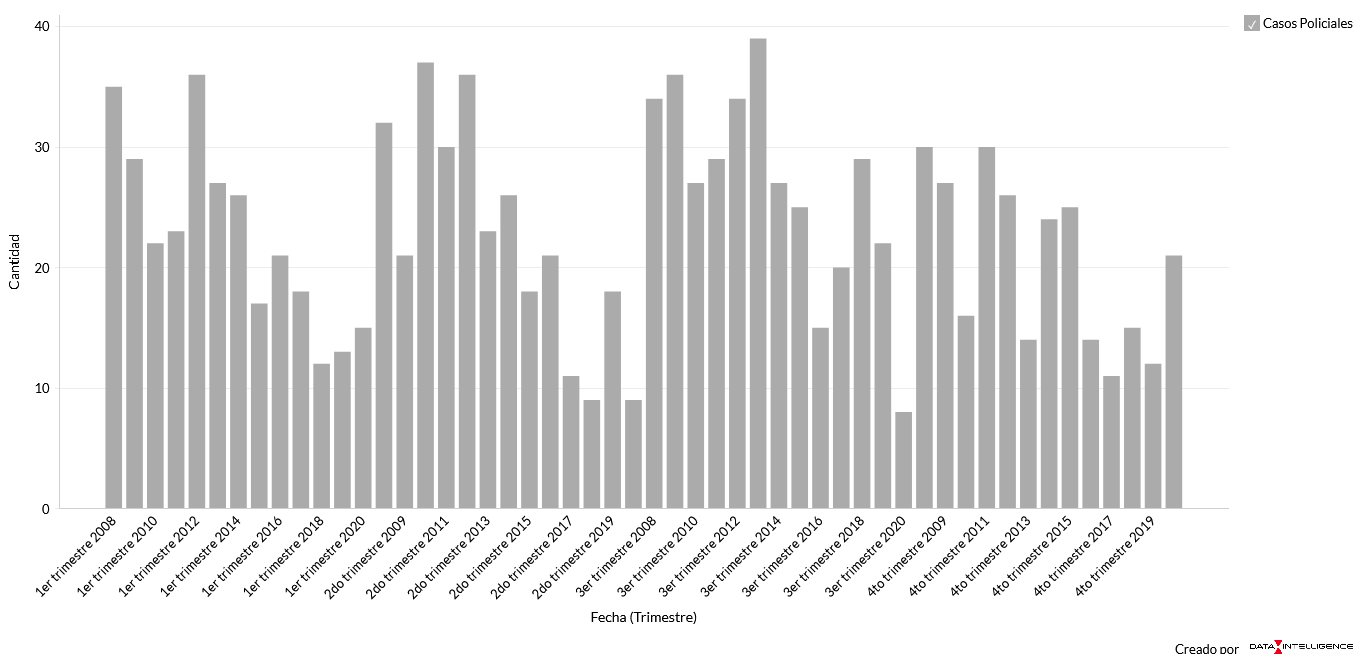 Casos Policiales
40
30
20
10
0
Cantidad
1er trimestre 2008
1er trimestre 2010
1er trimestre 2012
1er trimestre 2014
1er trimestre 2016
1er trimestre 2018
1er trimestre 2020
2do trimestre 2009
2do trimestre 2011
2do trimestre 2013
2do trimestre 2015
2do trimestre 2017
2do trimestre 2019
3er trimestre 2008
3er trimestre 2010
3er trimestre 2012
3er trimestre 2014
3er trimestre 2016
3er trimestre 2018
3er trimestre 2020
4to trimestre 2009
4to trimestre 2011
4to trimestre 2013
4to trimestre 2015
4to trimestre 2017
4to trimestre 2019
Fecha (Trimestre)
Creado por DATA INTELLIGENCE